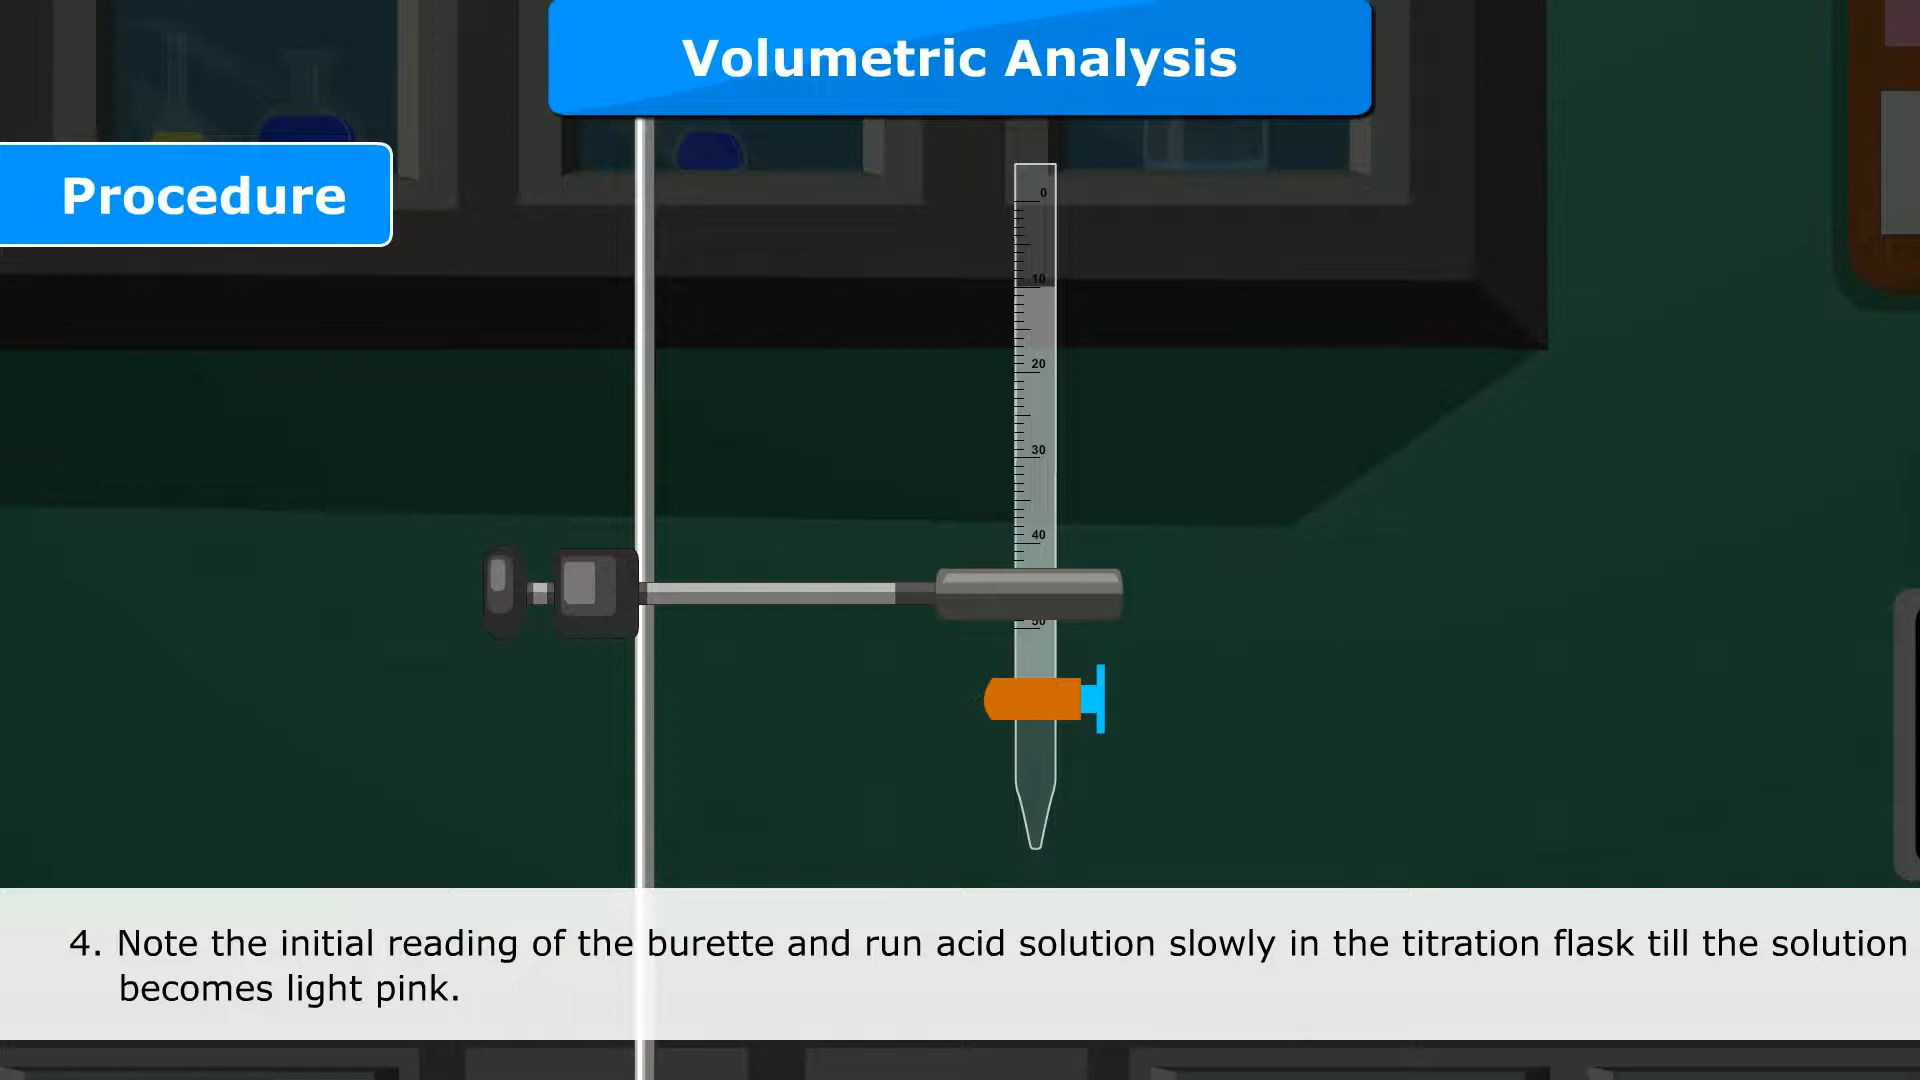 Volumetric Analysis
Procedure
0
10
20
30
40
50
4. Note the initial reading of the burette and run acid solution slowly in the titration flask till the solution
becomes light pink.